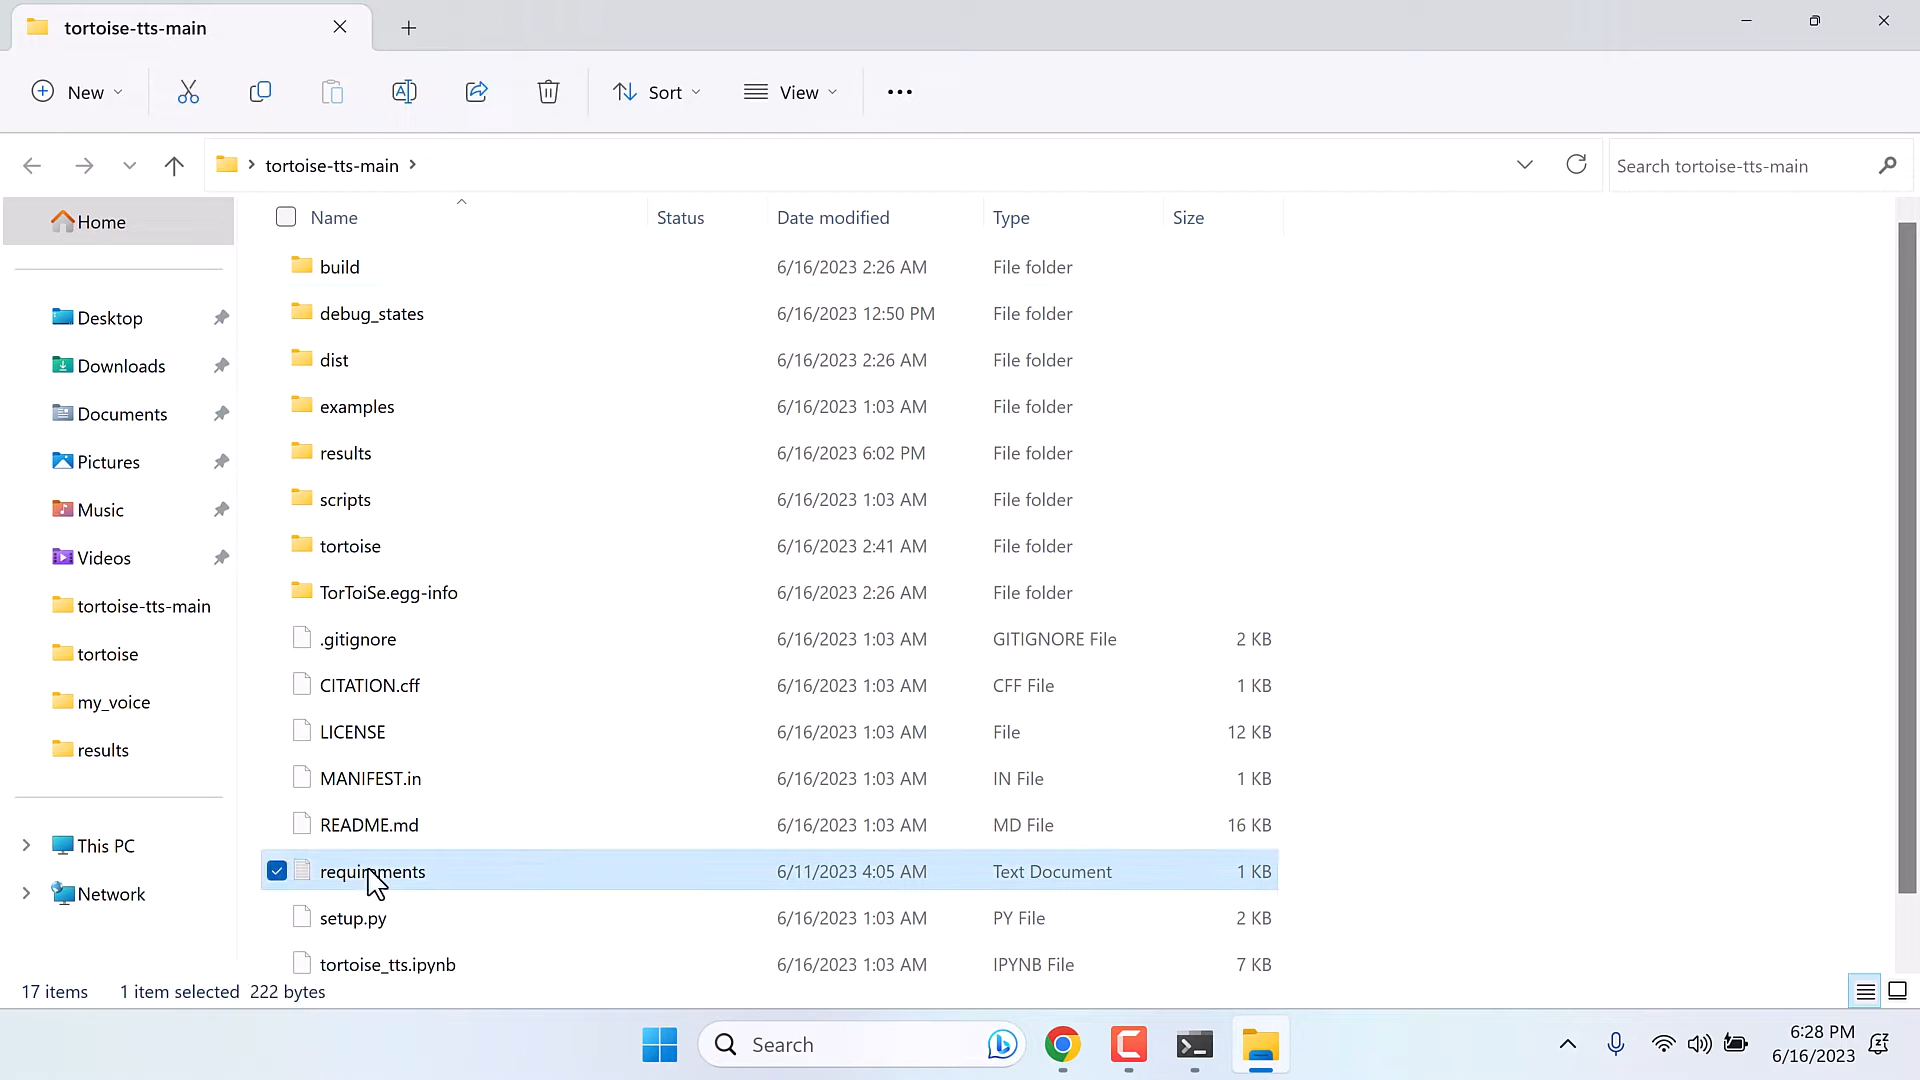 tortoise-tts-main
New
Sort
View
tortoise-tts-main
Search tortoise-tts-main
Home
Desktop
Downloads
Documents
Pictures
Music
Videos
tortoise-tts-main
tortoise
my_voice
results
This PC
Network
Name Status Date modified Type Size
build 6/16/2023 2:26 AM File folder
debug_states 6/16/2023 12:50 PM File folder
dist 6/16/2023 2:26 AM File folder
examples 6/16/2023 1:03 AM File folder
results 6/16/2023 6:02 PM File folder
scripts 6/16/2023 1:03 AM File folder
tortoise 6/16/2023 2:41 AM File folder
TorToiSe.egg-info 6/16/2023 2:26 AM File folder
.gitignore 6/16/2023 1:03 AM GITIGNORE File 2 KB
CITATION.cff 6/16/2023 1:03 AM CFF File 1 KB
LICENSE 6/16/2023 1:03 AM File 12 KB
MANIFEST.in 6/16/2023 1:03 AM IN File 1 KB
README.md 6/16/2023 1:03 AM MD File 16 KB
requirements 6/11/2023 4:05 AM Text Document 1 KB
setup.py 6/16/2023 1:03 AM PY File 2 KB
tortoise_tts.ipynb 6/16/2023 1:03 AM IPYNB File 7 KB
17 items 1 item selected 222 bytes
Search
6:28 PM
6/16/2023